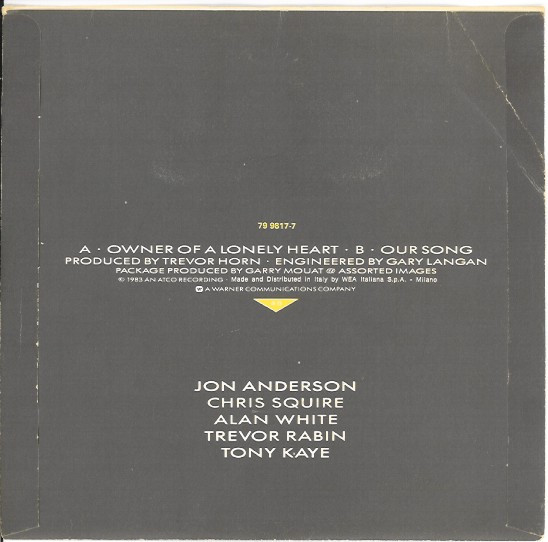 79 9817-7
A · OWNER OF A LONELY HEART · B · OUR SONG
PRODUCED BY TREVOR HORN · ENGINEERED BY GARY LANGAN
PACKAGE PRODUCED BY GARRY MOUAT @ ASSORTED IMAGES
© 1983 AN ATCO RECORDING · Made and Distributed in Italy by WEA Italiana S.p.A. - Milano
A WARNER COMMUNICATIONS COMPANY
JON ANDERSON
CHRIS SQUIRE
ALAN WHITE
TREVOR RABIN
TONY KAYE